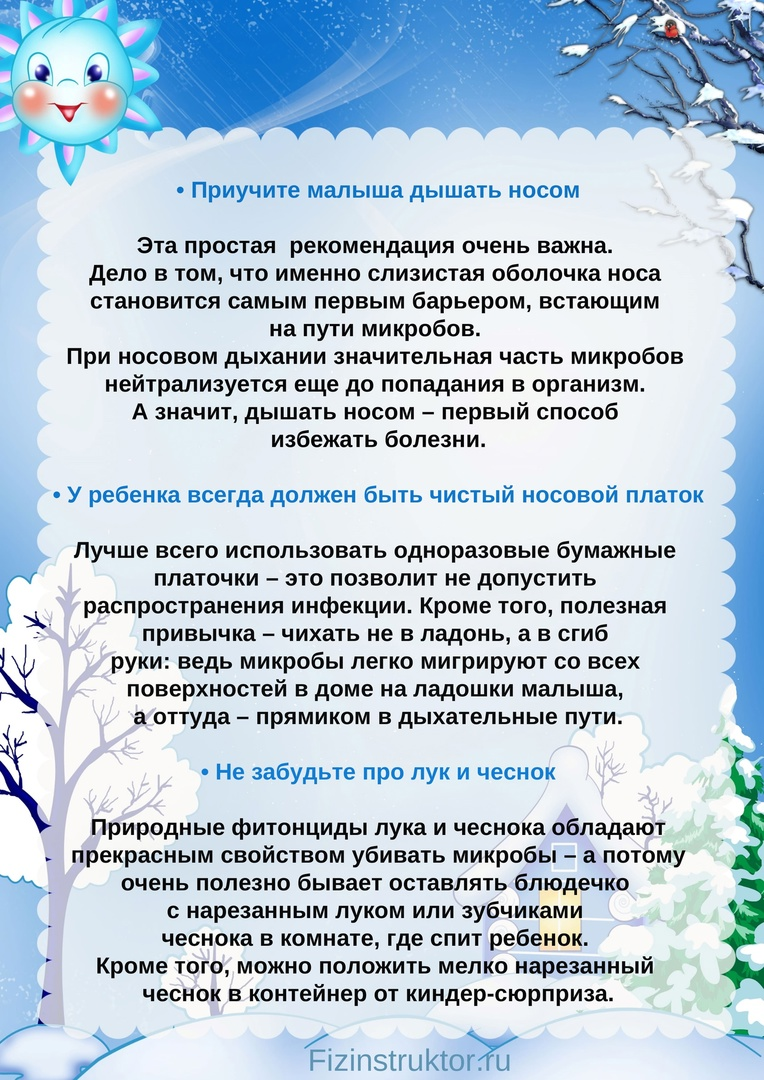 • Приучите малыша дышать носом
Эта простая  рекомендация очень важна.
Дело в том, что именно слизистая оболочка носа
становится самым первым барьером, встающим
на пути микробов.
При носовом дыхании значительная часть микробов
нейтрализуется еще до попадания в организм.
А значит, дышать носом – первый способ
избежать болезни.
• У ребенка всегда должен быть чистый носовой платок
Лучше всего использовать одноразовые бумажные
платочки – это позволит не допустить
распространения инфекции. Кроме того, полезная
привычка – чихать не в ладонь, а в сгиб
руки: ведь микробы легко мигрируют со всех
поверхностей в доме на ладошки малыша,
а оттуда – прямиком в дыхательные пути.
• Не забудьте про лук и чеснок
Природные фитонциды лука и чеснока обладают
прекрасным свойством убивать микробы – а потому
очень полезно бывает оставлять блюдечко
с нарезанным луком или зубчиками
чеснока в комнате, где спит ребенок.
Кроме того, можно положить мелко нарезанный
чеснок в контейнер от киндер-сюрприза.
Fizinstruktor.ru